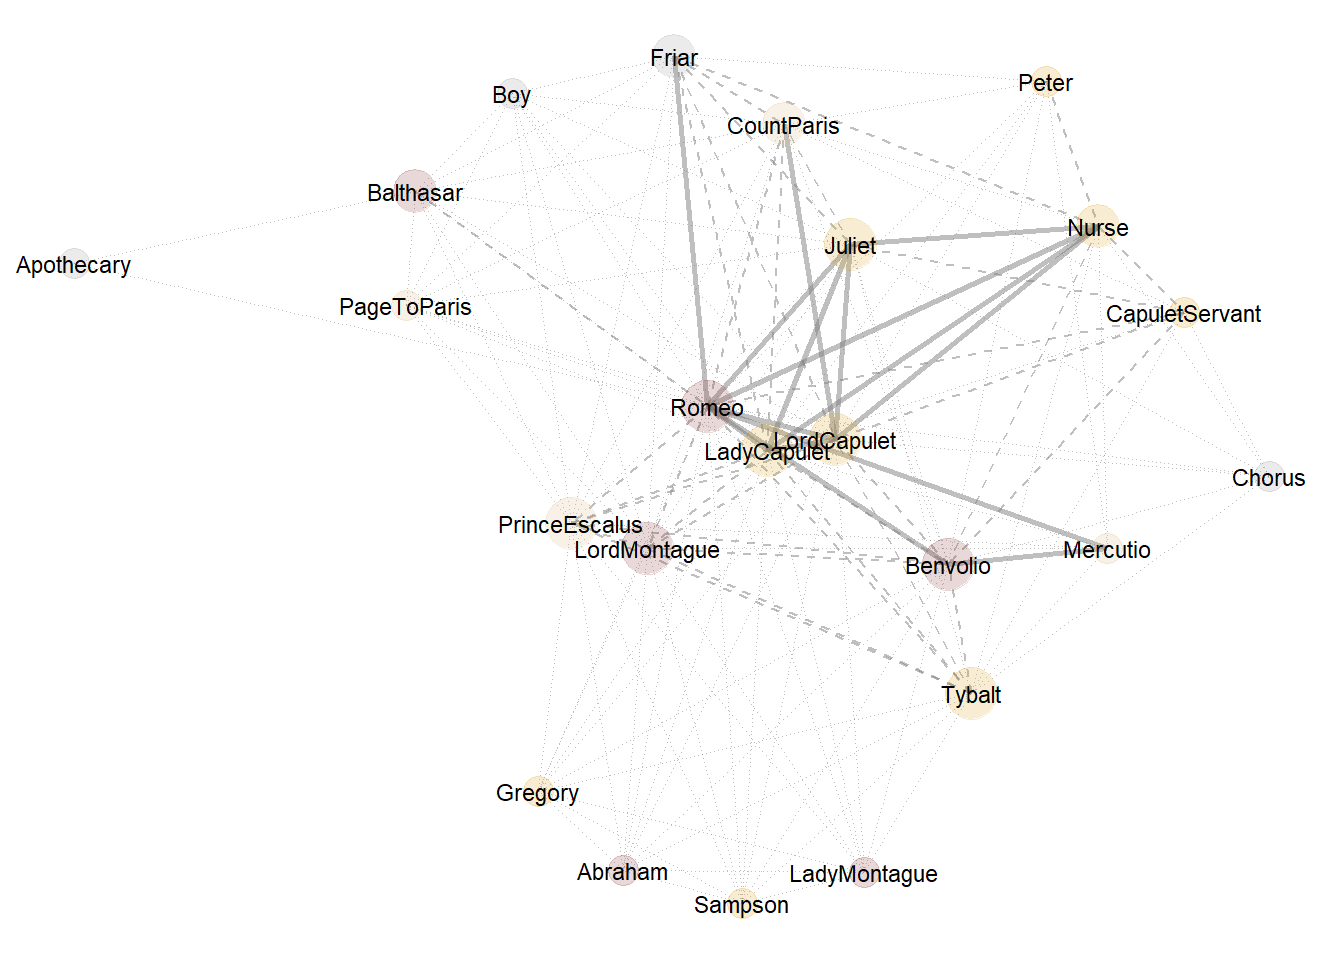 Friar
Peter
Boy
CountParis
Balthasar
Nurse
Juliet
Apothecary
PageToParis
CapuletServant
Romeo
LordCapulet
LadyCapulet
Chorus
PrinceEscalus
LordMontague
Mercutio
Benvolio
Tybalt
Gregory
Abraham
LadyMontague
Sampson